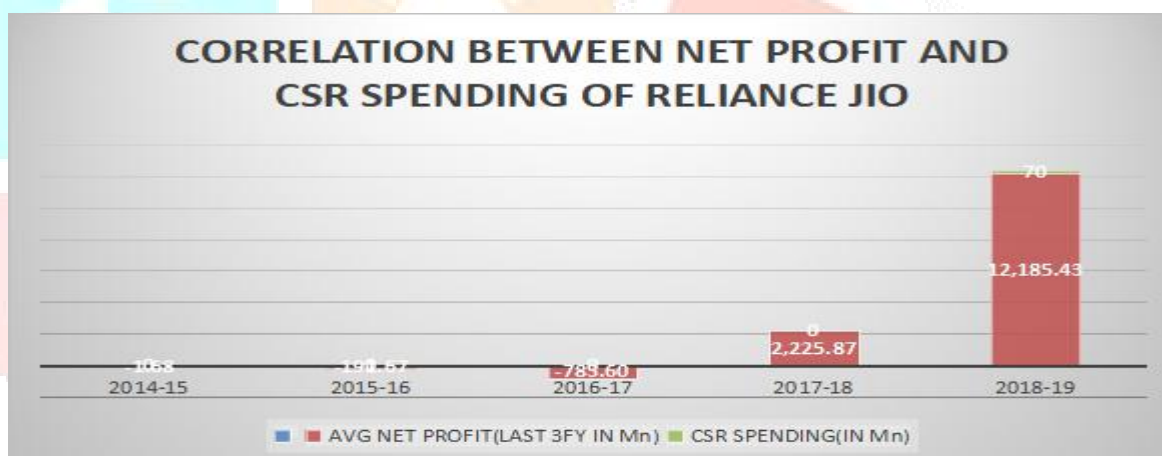 CORRELATION BETWEEN NET PROFIT AND
CSR SPENDING OF RELIANCE JIO
70
12,185.43
0
2,225.87
0
-785.60
2014-15
2015-16
2016-17
2017-18
2018-19
AVG NET PROFIT(LAST 3FY IN Mn)
CSR SPENDING(IN Mn)